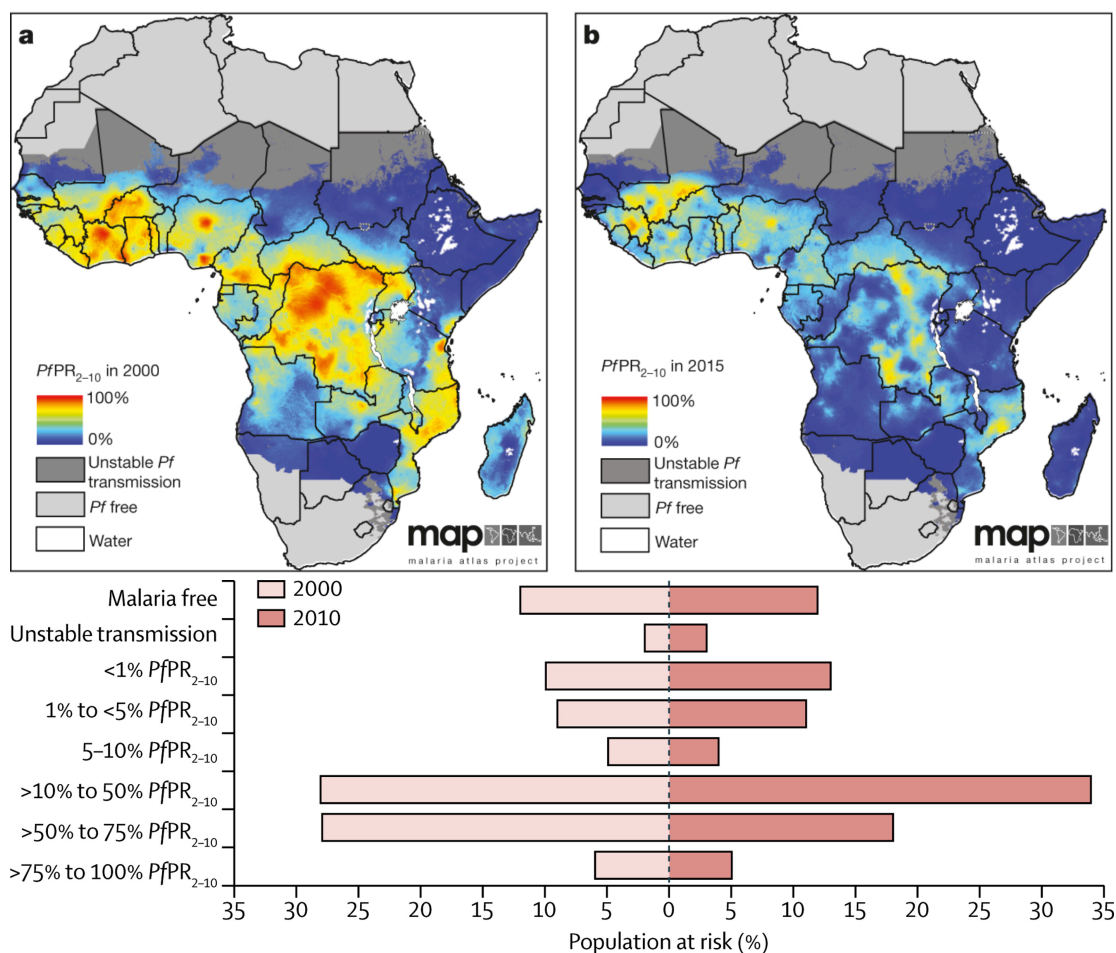 a
PfPR2–10 in 2000
100%
0%
Unstable Pf
transmission
Pf free
Water
map
malaria atlas project
b
PfPR2–10 in 2015
100%
0%
Unstable Pf
transmission
Pf free
Water
map
malaria atlas project
2000
2010
Malaria free
Unstable transmission
<1% PfPR2–10
1% to <5% PfPR2–10
5–10% PfPR2–10
>10% to 50% PfPR2–10
>50% to 75% PfPR2–10
>75% to 100% PfPR2–10
35 30 25 20 15 10 5 0 5 10 15 20 25 30 35
Population at risk (%)